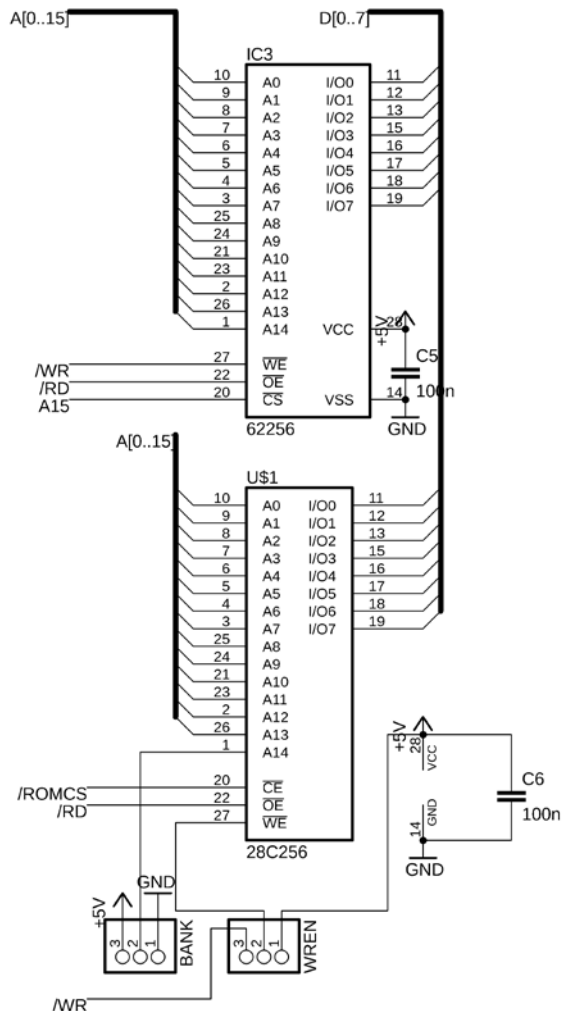 A[0..15] D[0..7]
IC3
10 A0 I/O0 11
9 A1 I/O1 12
8 A2 I/O2 13
7 A3 I/O3 15
6 A4 I/O4 16
5 A5 I/O5 17
4 A6 I/O6 18
3 A7 I/O7 19
25 A8
24 A9
21 A10
23 A11
2 A12
26 A13
1 A14 VCC 28 +5V
C5
100n
/WR 27 WE
/RD 22 OE
A15 20 CS VSS 14
62256 GND
A[0..15]
U$1
10 A0 I/O0 11
9 A1 I/O1 12
8 A2 I/O2 13
7 A3 I/O3 15
6 A4 I/O4 16
5 A5 I/O5 17
4 A6 I/O6 18
3 A7 I/O7 19
25 A8
24 A9
21 A10
23 A11
2 A12
26 A13
1 A14
+5V 28 VCC
/ROMCS 20 CE
/RD 22 OE
27 WE
C6
100n
14 GND
28C256
GND
GND
+5V
3 2 1 BANK
3 2 1 WREN
/WR